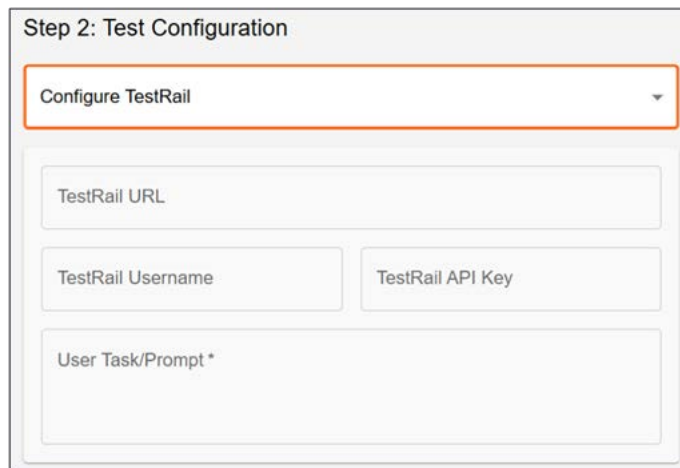 Step 2: Test Configuration
Configure TestRail
TestRail URL
TestRail Username
TestRail API Key
User Task/Prompt *